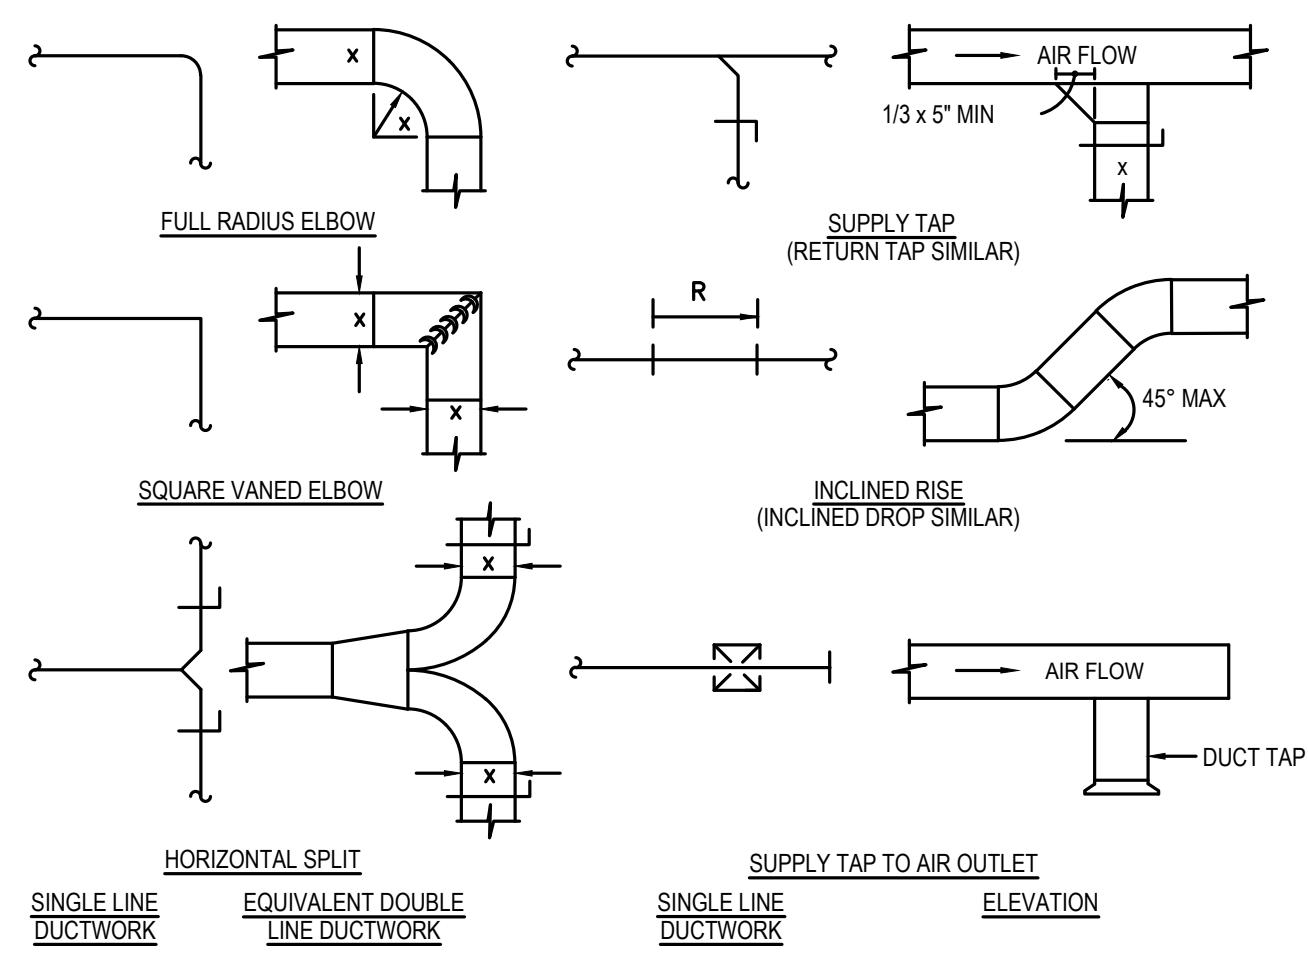 X
X
FULL RADIUS ELBOW
AIR FLOW
1/3 x 5" MIN
x
SUPPLY TAP
(RETURN TAP SIMILAR)
X
X
SQUARE VANED ELBOW
R
45° MAX
INCLINED RISE
(INCLINED DROP SIMILAR)
X
X
HORIZONTAL SPLIT
AIR FLOW
DUCT TAP
SUPPLY TAP TO AIR OUTLET
SINGLE LINE
DUCTWORK
EQUIVALENT DOUBLE
LINE DUCTWORK
SINGLE LINE
DUCTWORK
ELEVATION